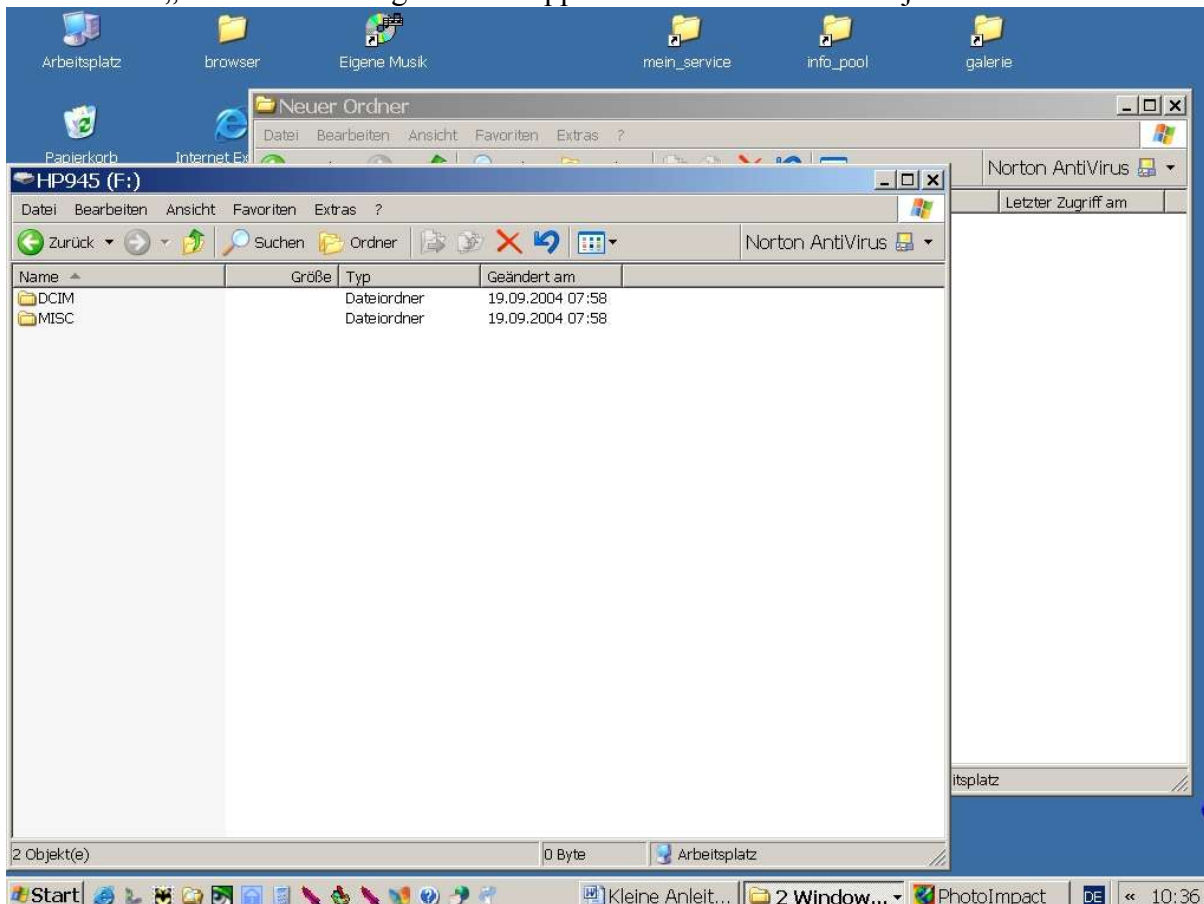 Arbeitsplatz browser Eigene Musik mein_service info_pool galerie
Neuer Ordner
Datei Bearbeiten Ansicht Favoriten Extras ?
Papierkorb Internet Ex
Norton AntiVirus
Letzter Zugriff am
HP945 (F:)
Datei Bearbeiten Ansicht Favoriten Extras ?
Zurück Suchen Ordner Norton AntiVirus
Name Größe Typ Geändert am
DCIM Dateiordner 19.09.2004 07:58
MISC Dateiordner 19.09.2004 07:58
itsplatz
2 Objekt(e) 0 Byte Arbeitsplatz
Start Kleine Anleit... 2 Window... PhotoImpact DE « 10:36